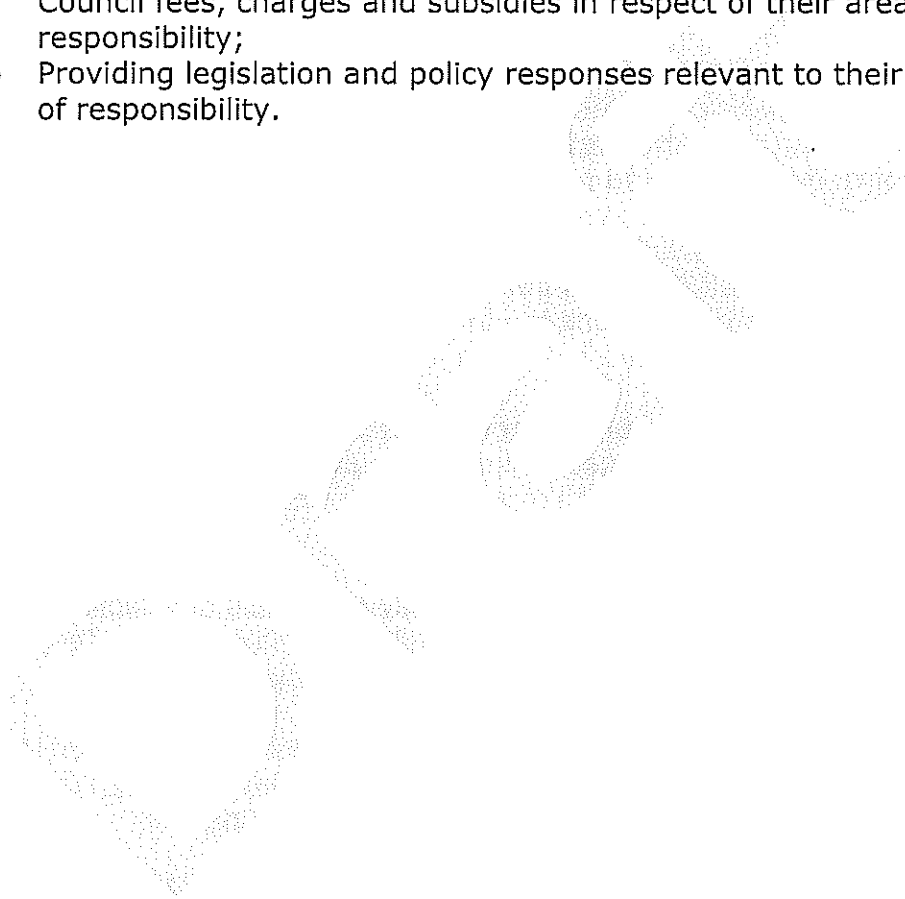 Council fees, charges and subsidies in respect of their area
responsibility;
Providing legislation and policy responses relevant to their
of responsibility.
Draft